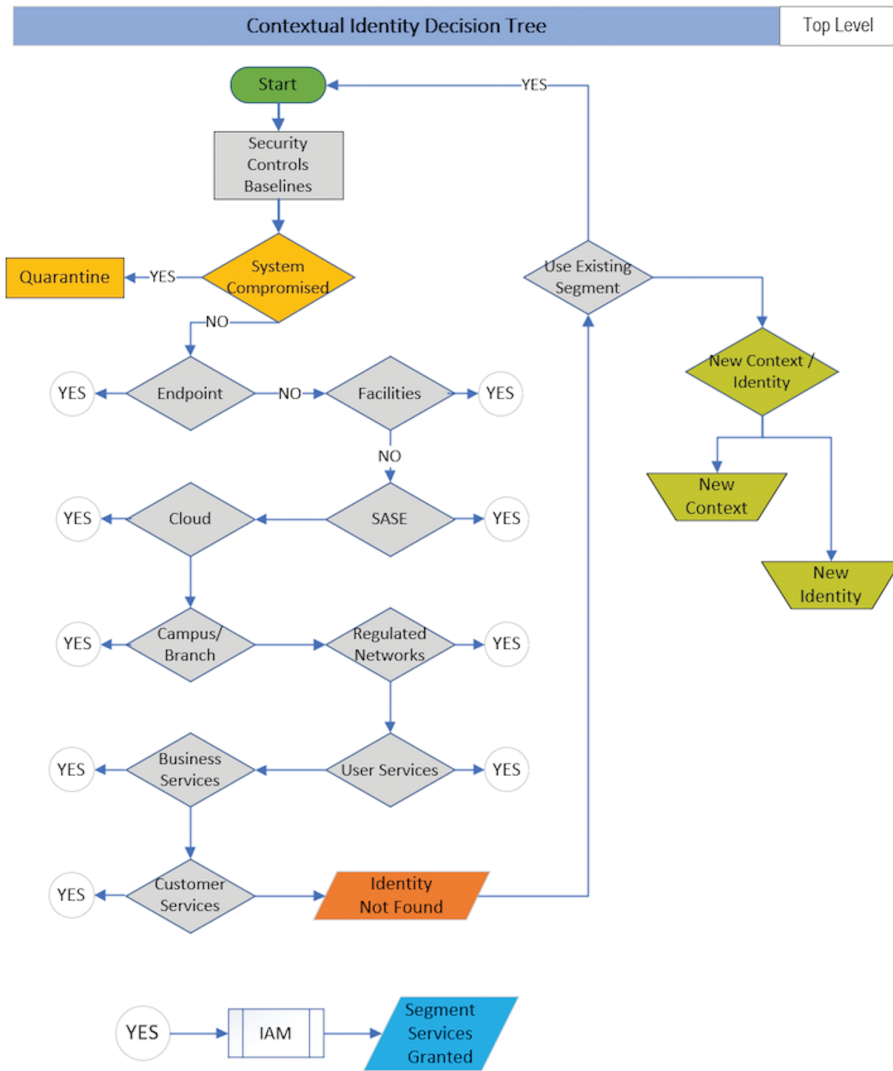 Contextual Identity Decision Tree
Top Level
Start
YES
Security
Controls
Baselines
System
Compromised
YES
Quarantine
NO
Use Existing
Segment
New Context /
Identity
New
Context
New
Identity
YES
Endpoint
NO
Facilities
YES
NO
YES
Cloud
SASE
YES
YES
Campus/
Branch
Regulated
Networks
YES
YES
Business
Services
User Services
YES
YES
Customer
Services
Identity
Not Found
YES
IAM
Segment
Services
Granted